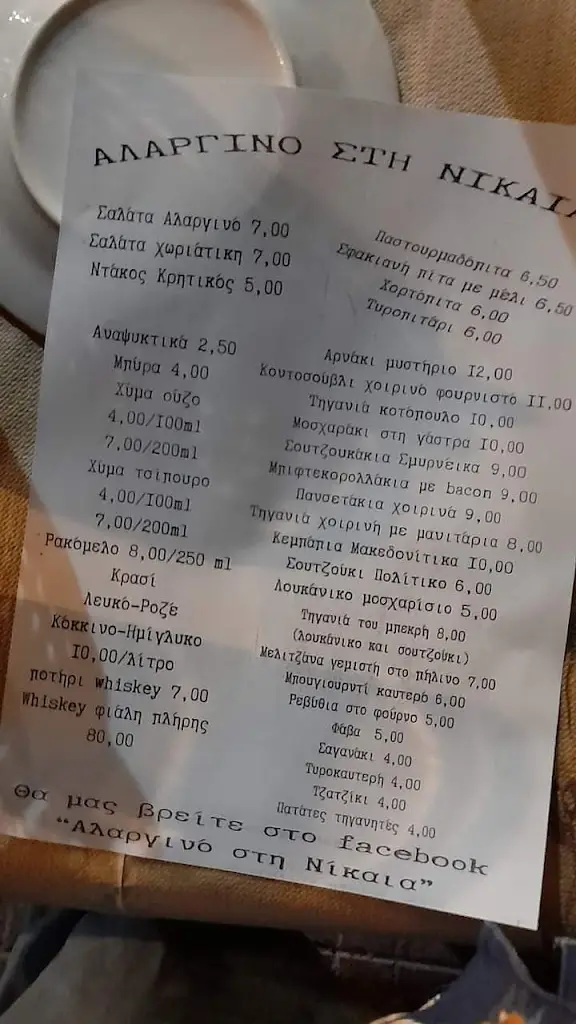 ΑΛΑΡΓΙΝΟ ΣΤΗ ΝΙΚΑΙΑ
Σαλάτα Αλαργινό 7,00
Σαλάτα χωριάτικη 7,00
Ντάκος Κρητικός 5,00
Αναψυκτικά 2,50
Μπύρα 4,00
Χύμα ούζο
4,00/100ml
7,00/200ml
Χύμα τσίπουρο
4,00/100ml
7,00/200ml
Ρακόμελο 8,00/250 ml
Κρασί
Λευκό-Ροζέ
Κόκκινο-Ημίγλυκο
10,00/λίτρο
ποτήρι whiskey 7,00
Whiskey φιάλη πλήρης
80,00
Παστουρμαδόπιτα 6,50
Σφακιανή πίτα με μέλι 6,50
Χορτόπιτα 6,00
Τυροπιτάρι 6,00
Αρνάκι μυστήριο 12,00
Κοντοσούβλι χοιρινό φουρνιστό 11,00
Τηγανιά κοτόπουλο 10,00
Μοσχαράκι στη γάστρα 10,00
Σουτζουκάκια Σμυρνέικα 9,00
Μπιφτεκορολλάκια με bacon 9,00
Πανσετάκια χοιρινά 9,00
Τηγανιά χοιρινή με μανιτάρια 8,00
Κεμπάπια Μακεδονίτικα 10,00
Σουτζούκι Πολίτικο 6,00
Λουκάνικο μοσχαρίσιο 5,00
Τηγανιά του μπεκρή 8,00
(λουκάνικο και σουτζούκι)
Μελιτζάνα γεμιστή στο πήλινο 7,00
Μπουγιουρντί καυτερό 6,00
Ρεβύθια στο φούρνο 5,00
Φάβα 5,00
Σαγανάκι 4,00
Τυροκαυτερή 4,00
Τζατζίκι 4,00
Πατάτες τηγανητές 4,00
Θα μας βρείτε στο facebook
“Αλαργινό στη Νίκαια”